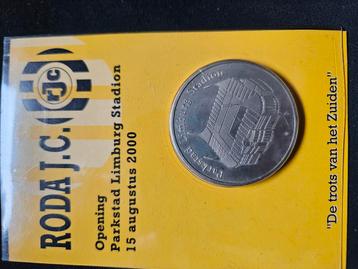 RJC
RODA J.C.
Opening
Parkstad Limburg Stadion
15 augustus 2000
Parkstad Limburg Stadion
"De trots van het Zuiden"